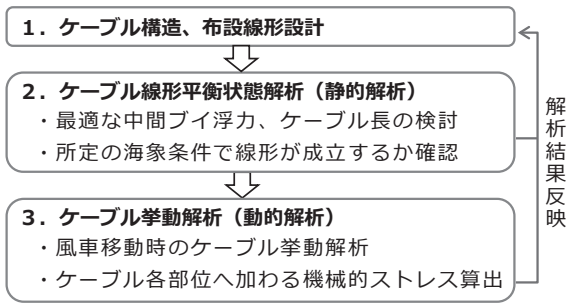 1．ケーブル構造、布設線形設計
2．ケーブル線形平衡状態解析（静的解析）
・最適な中間ブイ浮力、ケーブル長の検討
・所定の海象条件で線形が成立するか確認
3．ケーブル挙動解析（動的解析）
・風車移動時のケーブル挙動解析
・ケーブル各部位へ加わる機械的ストレス算出
解析結果反映